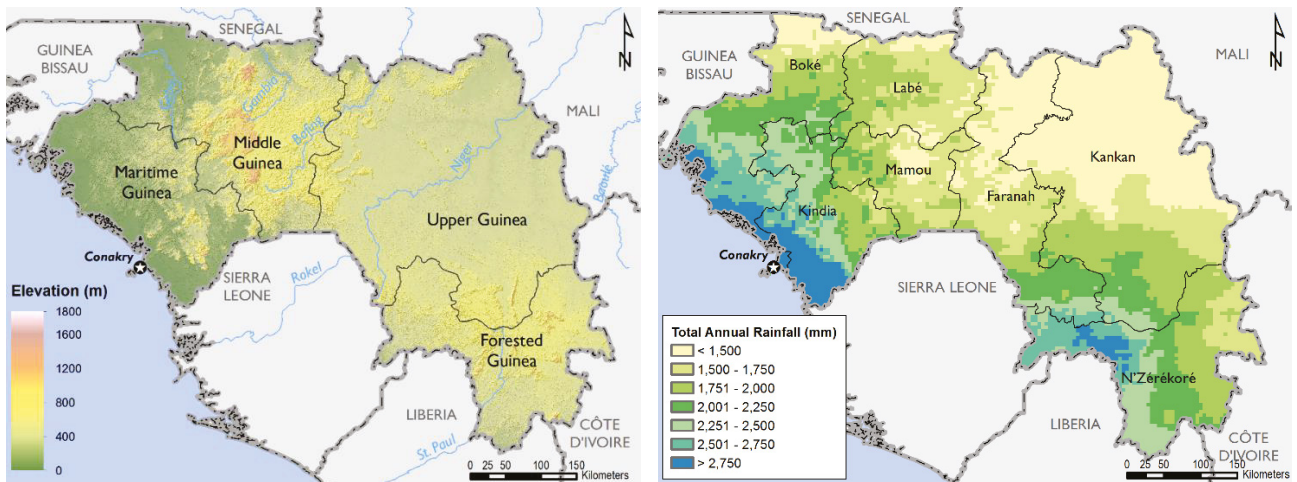 SENEGAL
GUINEA
BISSAU
MALI
Gambia
Bafing
Middle
Guinea
Maritime
Guinea
Niger
Upper Guinea
Conakry
SIERRA
LEONE
Rokel
Forested
Guinea
LIBERIA
St. Paul
CÔTE
D'IVOIRE
Elevation (m)
1800
1600
1200
800
400
0
N
0 25 50 100 150
Kilometers
SENEGAL
GUINEA
BISSAU
MALI
Boké
Labé
Kankan
Mamou
Faranah
Kindia
Conakry
SIERRA LEONE
N'Zérékoré
LIBERIA
CÔTE
D'IVOIRE
Total Annual Rainfall (mm)
< 1,500
1,500 - 1,750
1,751 - 2,000
2,001 - 2,250
2,251 - 2,500
2,501 - 2,750
> 2,750
N
0 25 50 100 150
Kilometers